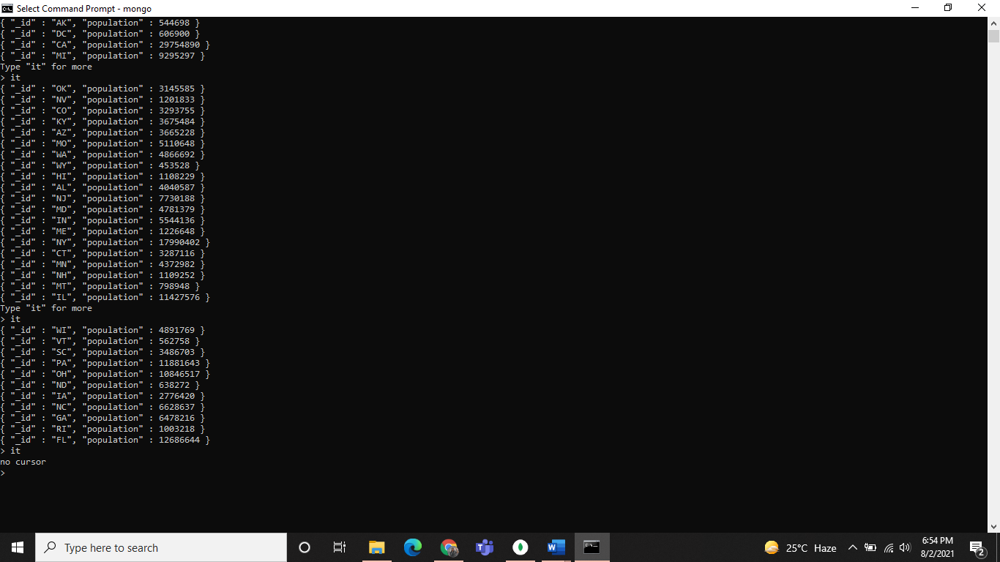 Select Command Prompt - mongo
{ "_id" : "AK", "population" : 544698 }
{ "_id" : "DC", "population" : 606900 }
{ "_id" : "CA", "population" : 29754890 }
{ "_id" : "MI", "population" : 9295297 }
Type "it" for more
> it
{ "_id" : "OK", "population" : 3145585 }
{ "_id" : "NV", "population" : 1201833 }
{ "_id" : "CO", "population" : 3293755 }
{ "_id" : "KY", "population" : 3675484 }
{ "_id" : "AZ", "population" : 3665228 }
{ "_id" : "MO", "population" : 5110648 }
{ "_id" : "WA", "population" : 4866692 }
{ "_id" : "WY", "population" : 453528 }
{ "_id" : "HI", "population" : 1108229 }
{ "_id" : "AL", "population" : 4040587 }
{ "_id" : "NJ", "population" : 7730188 }
{ "_id" : "MD", "population" : 4781379 }
{ "_id" : "IN", "population" : 5544136 }
{ "_id" : "ME", "population" : 1226648 }
{ "_id" : "NY", "population" : 17990402 }
{ "_id" : "CT", "population" : 3287116 }
{ "_id" : "MN", "population" : 4372982 }
{ "_id" : "NH", "population" : 1109252 }
{ "_id" : "MT", "population" : 798948 }
{ "_id" : "IL", "population" : 11427576 }
Type "it" for more
> it
{ "_id" : "WI", "population" : 4891769 }
{ "_id" : "VT", "population" : 562758 }
{ "_id" : "SC", "population" : 3486703 }
{ "_id" : "PA", "population" : 11881643 }
{ "_id" : "OH", "population" : 10846517 }
{ "_id" : "ND", "population" : 638272 }
{ "_id" : "IA", "population" : 2776420 }
{ "_id" : "NC", "population" : 6628637 }
{ "_id" : "GA", "population" : 6478216 }
{ "_id" : "RI", "population" : 1003218 }
{ "_id" : "FL", "population" : 12686644 }
> it
no cursor
>
Type here to search
25°C Haze
6:54 PM
8/2/2021
2